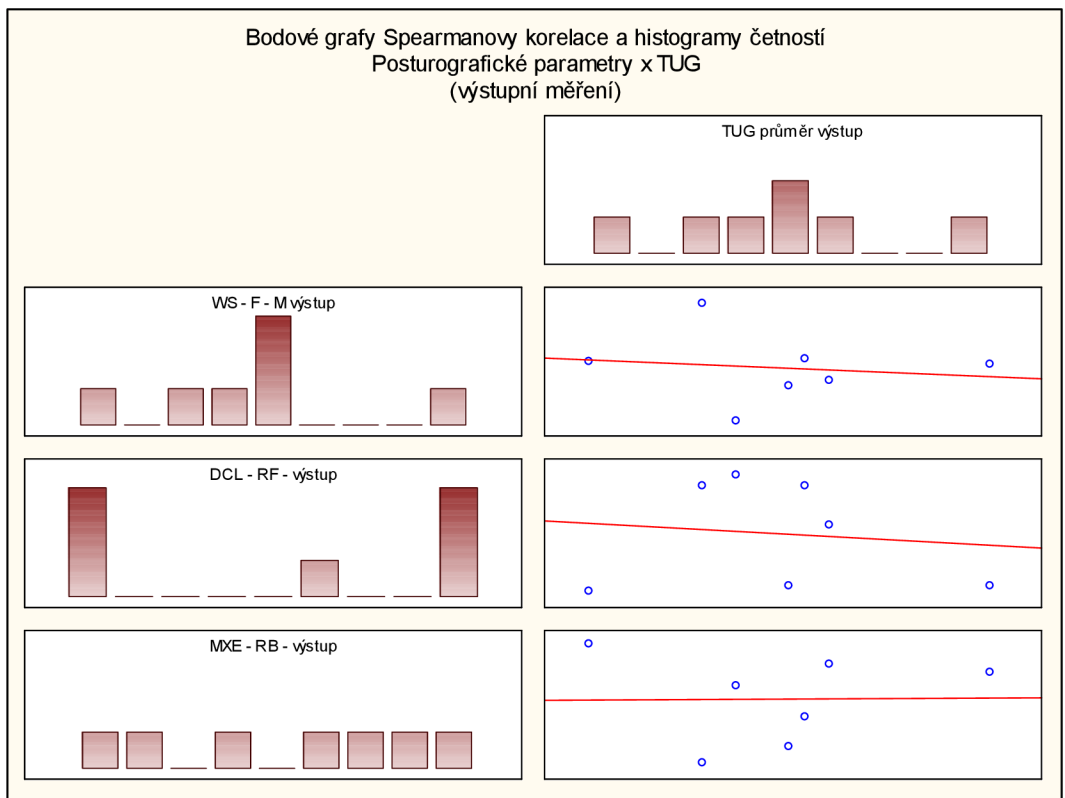 Bodové grafy Spearmanovy korelace a histogramy četností
Posturografické parametry x TUG
(výstupní měření)
TUG průměr výstup
WS - F - M výstup
DCL - RF - výstup
MXE - RB - výstup